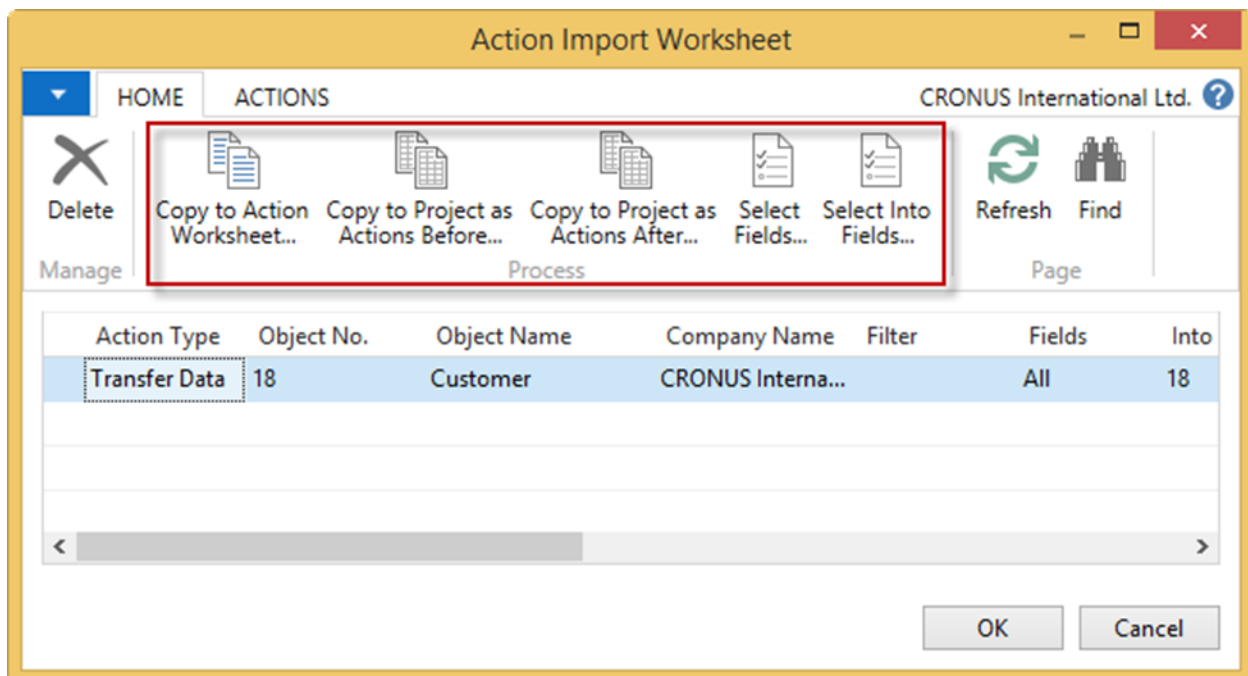 Action Import Worksheet
HOME ACTIONS CRONUS International Ltd. ?
Delete Copy to Action Copy to Project as Copy to Project as Select Select Into Refresh Find
Worksheet... Actions Before... Actions After... Fields... Fields...
Manage Process Page
Action Type Object No. Object Name Company Name Filter Fields Into
Transfer Data 18 Customer CRONUS Interna... All 18
OK Cancel